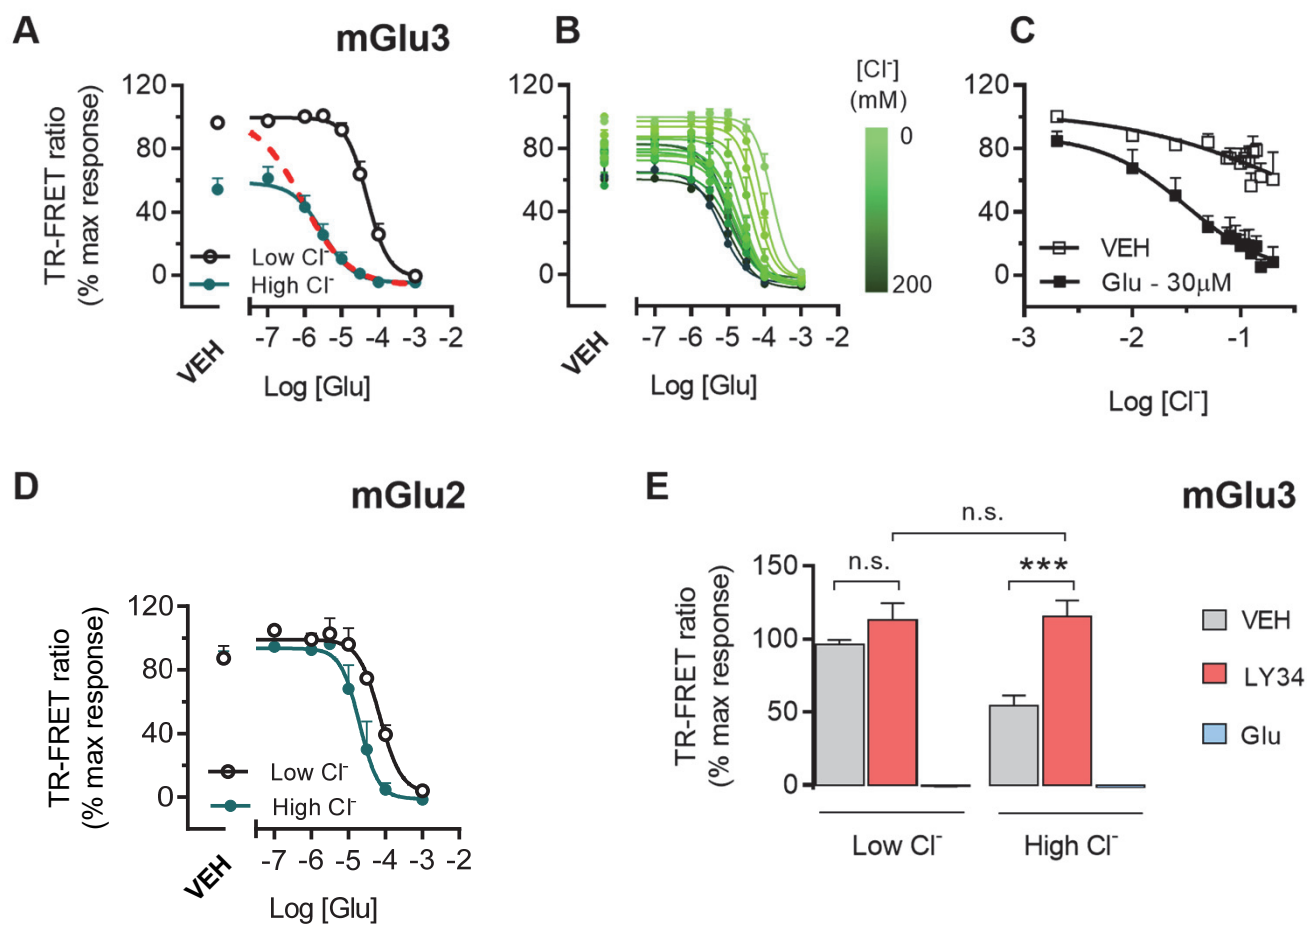 A
mGlu3
TR-FRET ratio
(% max response)
120
80
40
0
Low Cl⁻
High Cl⁻
VEH
-7 -6 -5 -4 -3 -2
Log [Glu]
B
120
80
40
0
VEH
-7 -6 -5 -4 -3 -2
Log [Glu]
[Cl⁻]
(mM)
0
200
C
120
80
40
0
VEH
Glu - 30µM
-3 -2 -1
Log [Cl⁻]
D
mGlu2
TR-FRET ratio
(% max response)
120
80
40
0
Low Cl⁻
High Cl⁻
VEH
-7 -6 -5 -4 -3 -2
Log [Glu]
E
mGlu3
TR-FRET ratio
(% max response)
150
100
50
0
n.s.
n.s.
***
Low Cl⁻
High Cl⁻
VEH
LY34
Glu